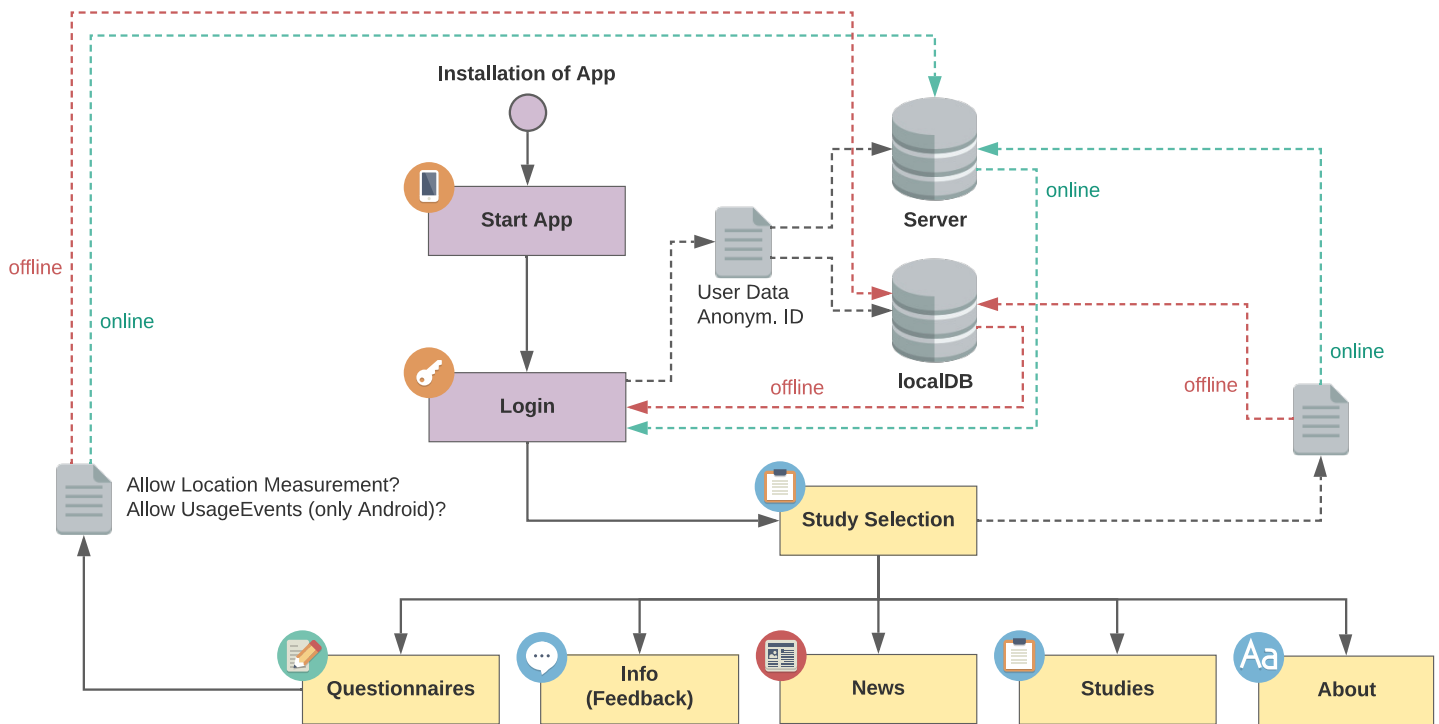 Installation of App
Start App
Server
online
offline
User Data
Anonym. ID
online
online
localDB
offline
offline
Login
Allow Location Measurement?
Allow UsageEvents (only Android)?
Study Selection
Questionnaires
Info
(Feedback)
News
Studies
Aa
About